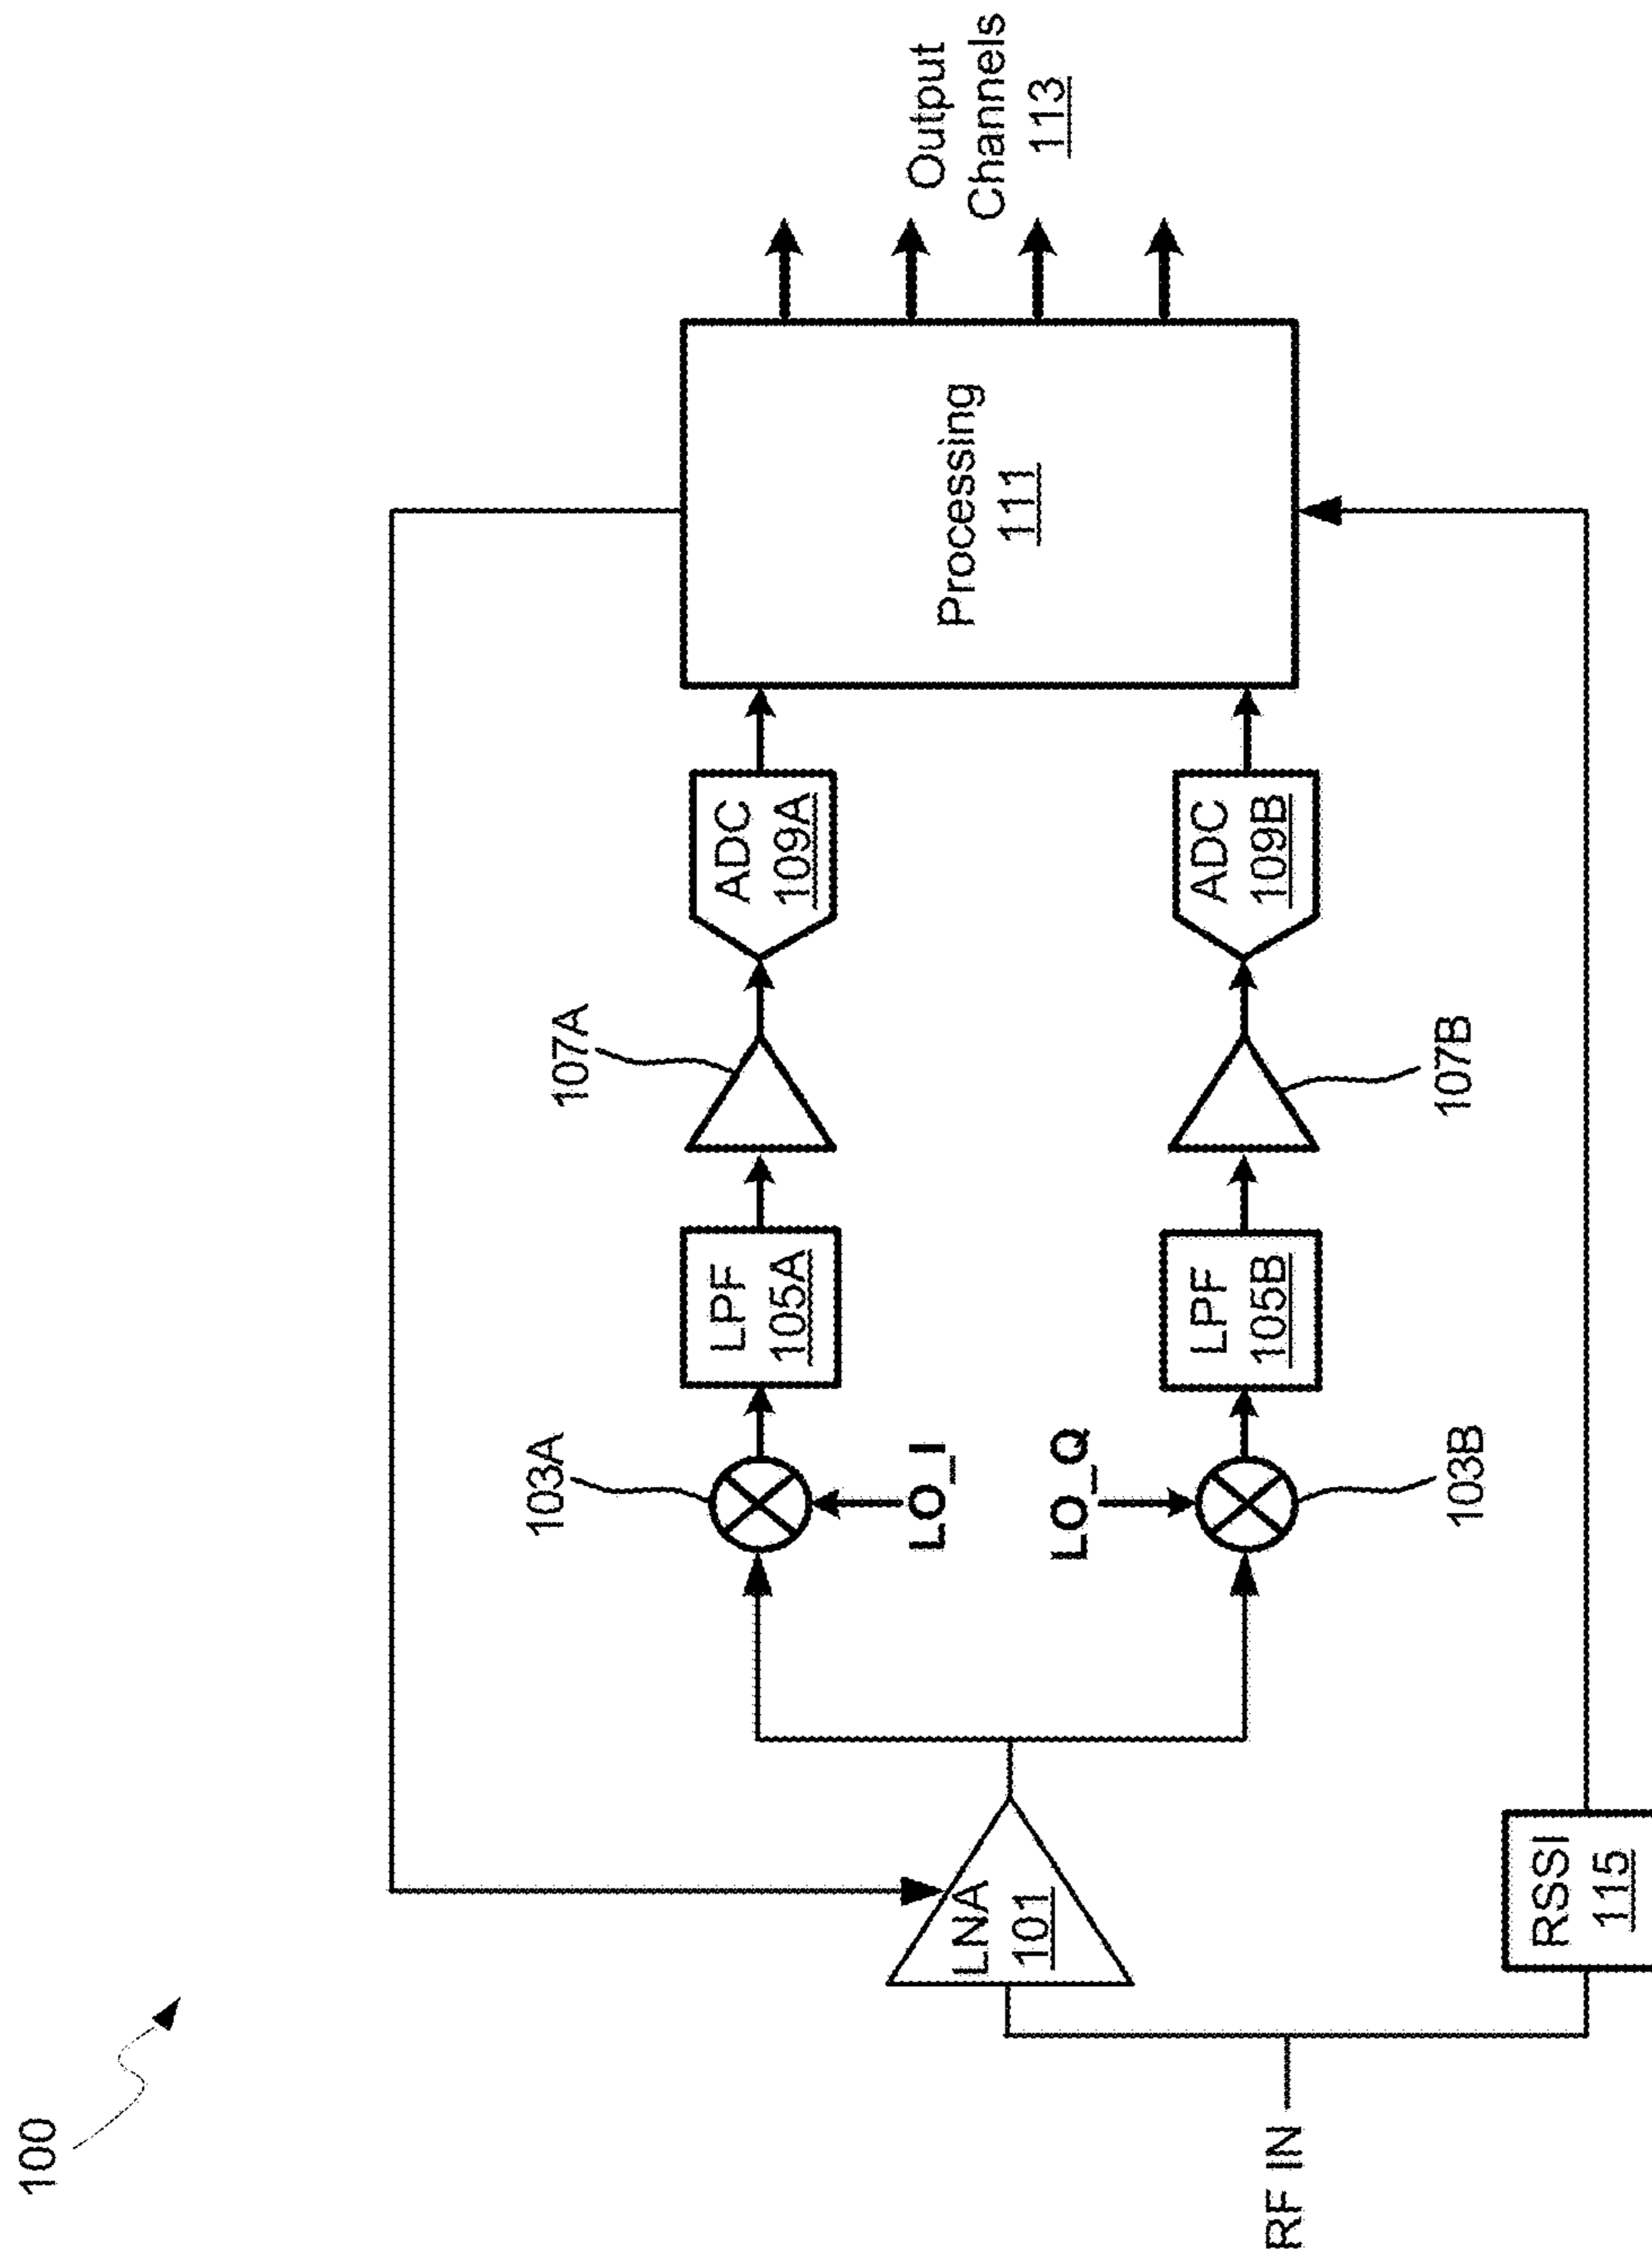 100
RF IN
LNA
101
RSSI
115
103A
LO_I
LO_Q
103B
LPF
105A
LPF
105B
107A
107B
ADC
109A
ADC
109B
Processing
111
Output
Channels
113